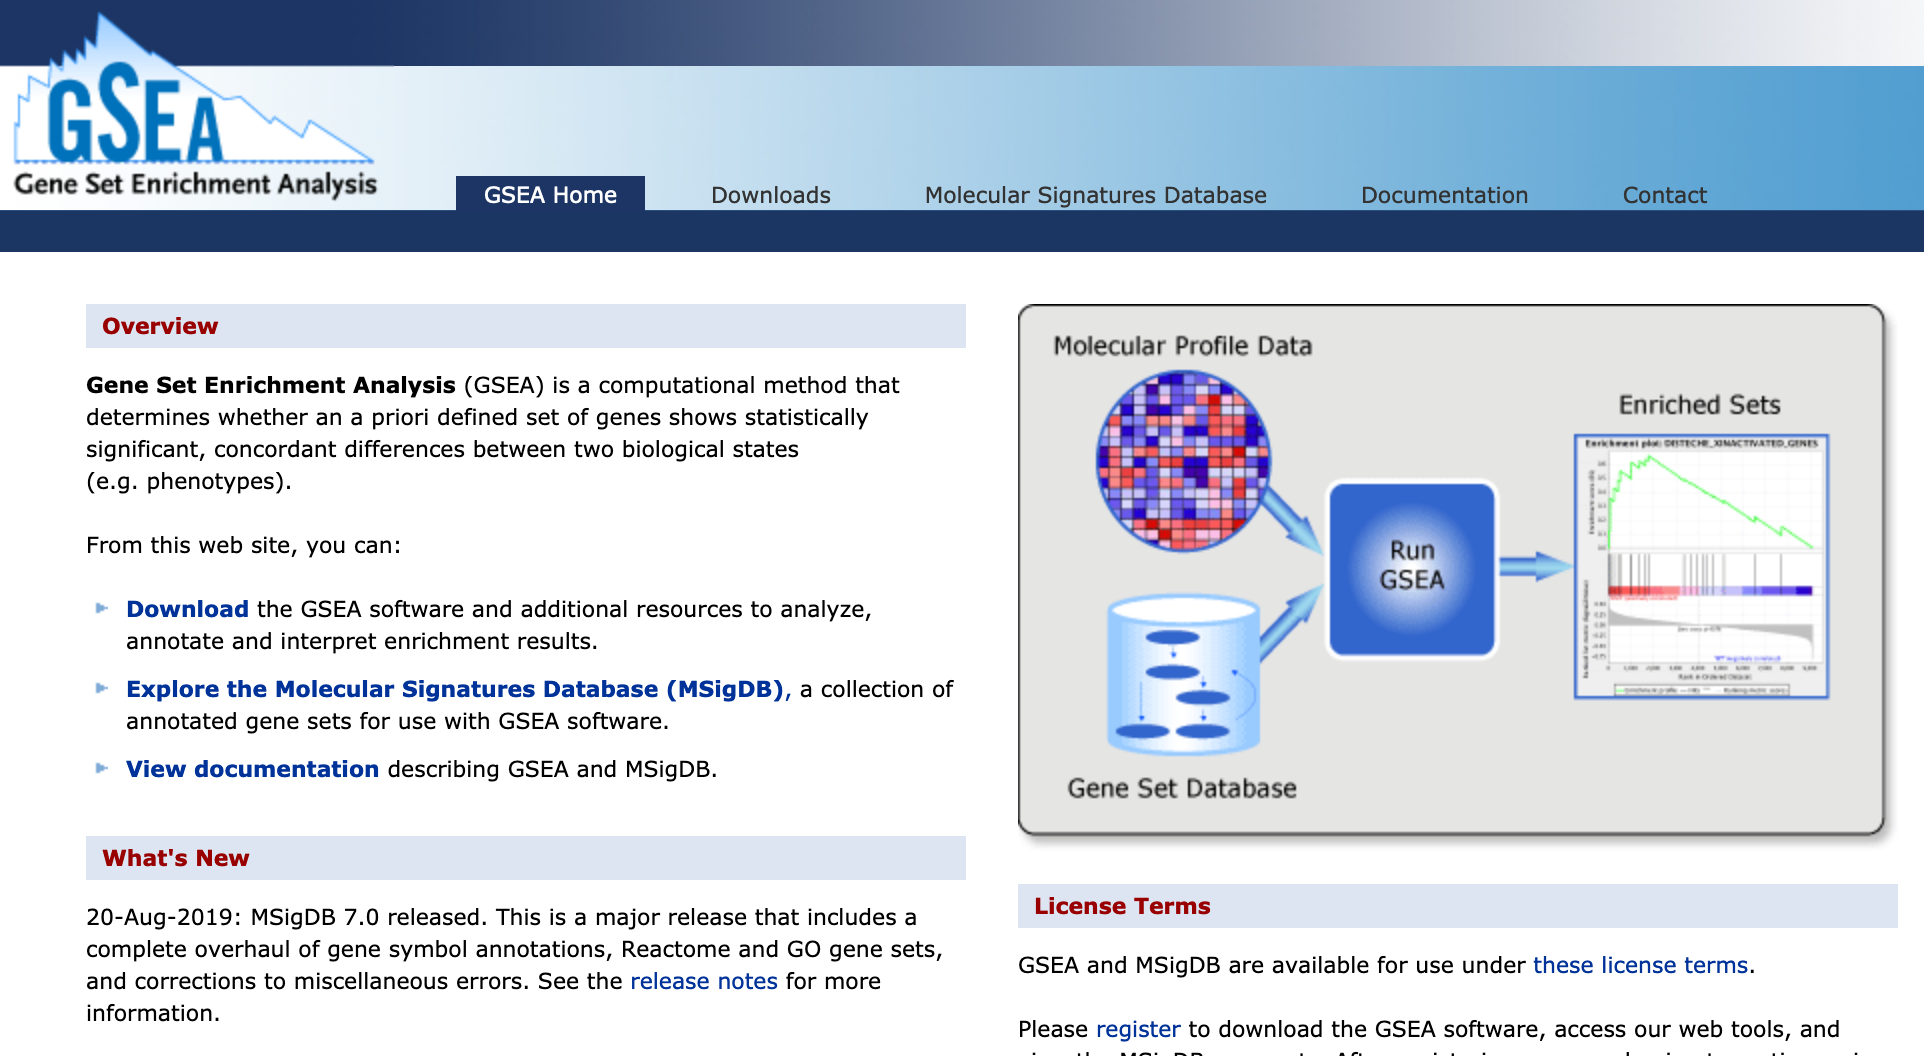 GSEA
Gene Set Enrichment Analysis
GSEA Home
Downloads
Molecular Signatures Database
Documentation
Contact
Overview
Gene Set Enrichment Analysis (GSEA) is a computational method that
determines whether an a priori defined set of genes shows statistically
significant, concordant differences between two biological states
(e.g. phenotypes).
From this web site, you can:
Download the GSEA software and additional resources to analyze,
annotate and interpret enrichment results.
Explore the Molecular Signatures Database (MSigDB), a collection of
annotated gene sets for use with GSEA software.
View documentation describing GSEA and MSigDB.
What's New
20-Aug-2019: MSigDB 7.0 released. This is a major release that includes a
complete overhaul of gene symbol annotations, Reactome and GO gene sets,
and corrections to miscellaneous errors. See the release notes for more
information.
Molecular Profile Data
Enriched Sets
Enrichment plot: DISTECHE_XINACTIVATED_GENES
Run
GSEA
Gene Set Database
License Terms
GSEA and MSigDB are available for use under these license terms.
Please register to download the GSEA software, access our web tools, and